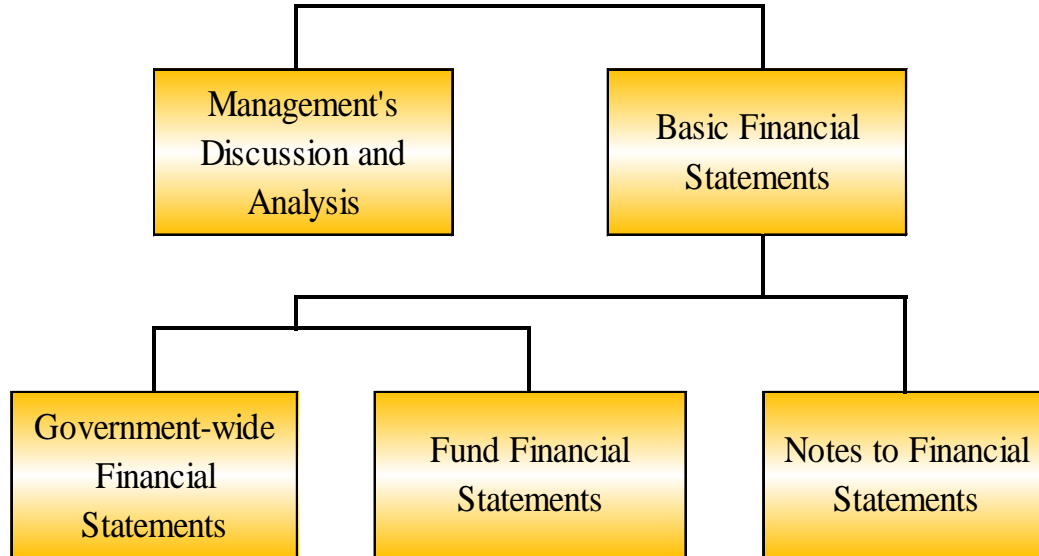 Management's
Discussion and
Analysis
Basic Financial
Statements
Government-wide
Financial
Statements
Fund Financial
Statements
Notes to Financial
Statements